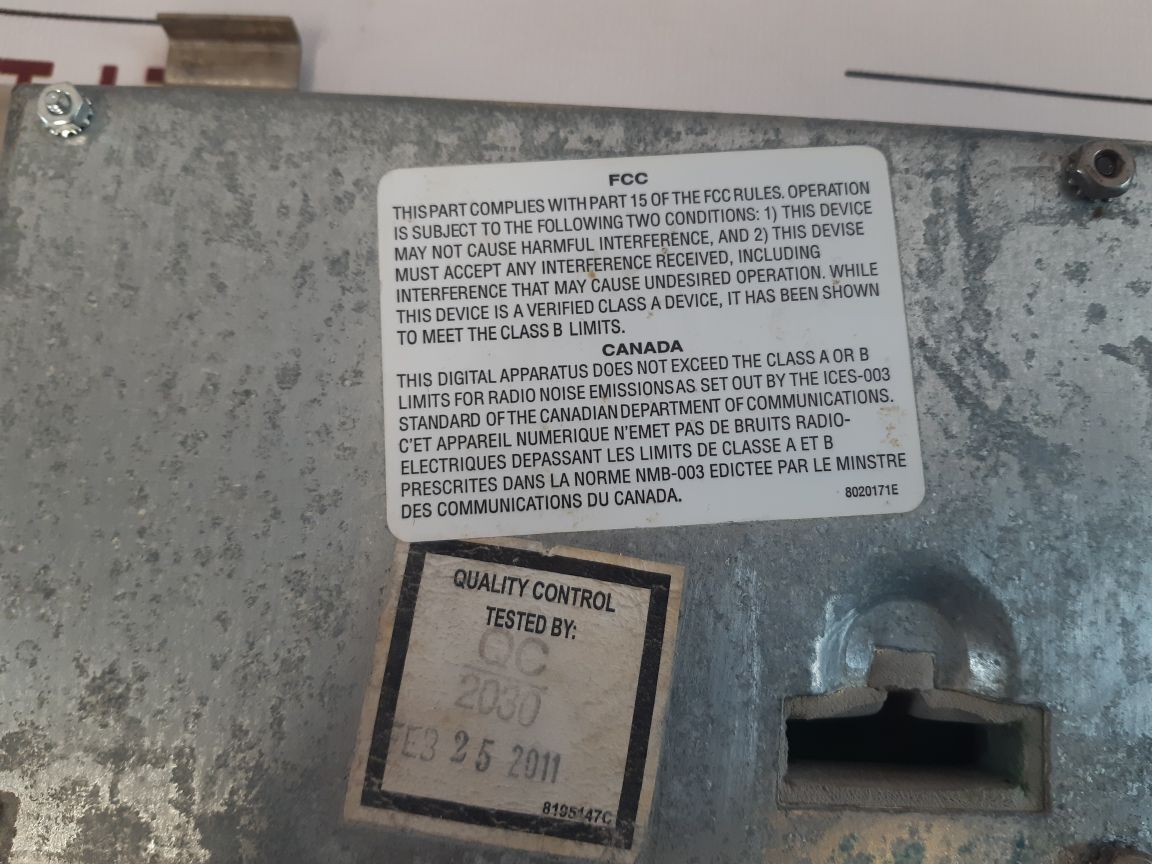 FCC
THIS PART COMPLIES WITH PART 15 OF THE FCC RULES. OPERATION
IS SUBJECT TO THE FOLLOWING TWO CONDITIONS: 1) THIS DEVICE
MAY NOT CAUSE HARMFUL INTERFERENCE, AND 2) THIS DEVISE
MUST ACCEPT ANY INTERFERENCE RECEIVED, INCLUDING
INTERFERENCE THAT MAY CAUSE UNDESIRED OPERATION. WHILE
THIS DEVICE IS A VERIFIED CLASS A DEVICE, IT HAS BEEN SHOWN
TO MEET THE CLASS B LIMITS.
CANADA
THIS DIGITAL APPARATUS DOES NOT EXCEED THE CLASS A OR B
LIMITS FOR RADIO NOISE EMISSIONS AS SET OUT BY THE ICES-003
STANDARD OF THE CANADIAN DEPARTMENT OF COMMUNICATIONS.
C'ET APPAREIL NUMERIQUE N'EMET PAS DE BRUITS RADIO-
ELECTRIQUES DEPASSANT LES LIMITS DE CLASSE A ET B
PRESCRITES DANS LA NORME NMB-003 EDICTEE PAR LE MINSTRE
DES COMMUNICATIONS DU CANADA.
8020171E
QUALITY CONTROL
TESTED BY:
QC
2030
FEB 25 2011
8195147C